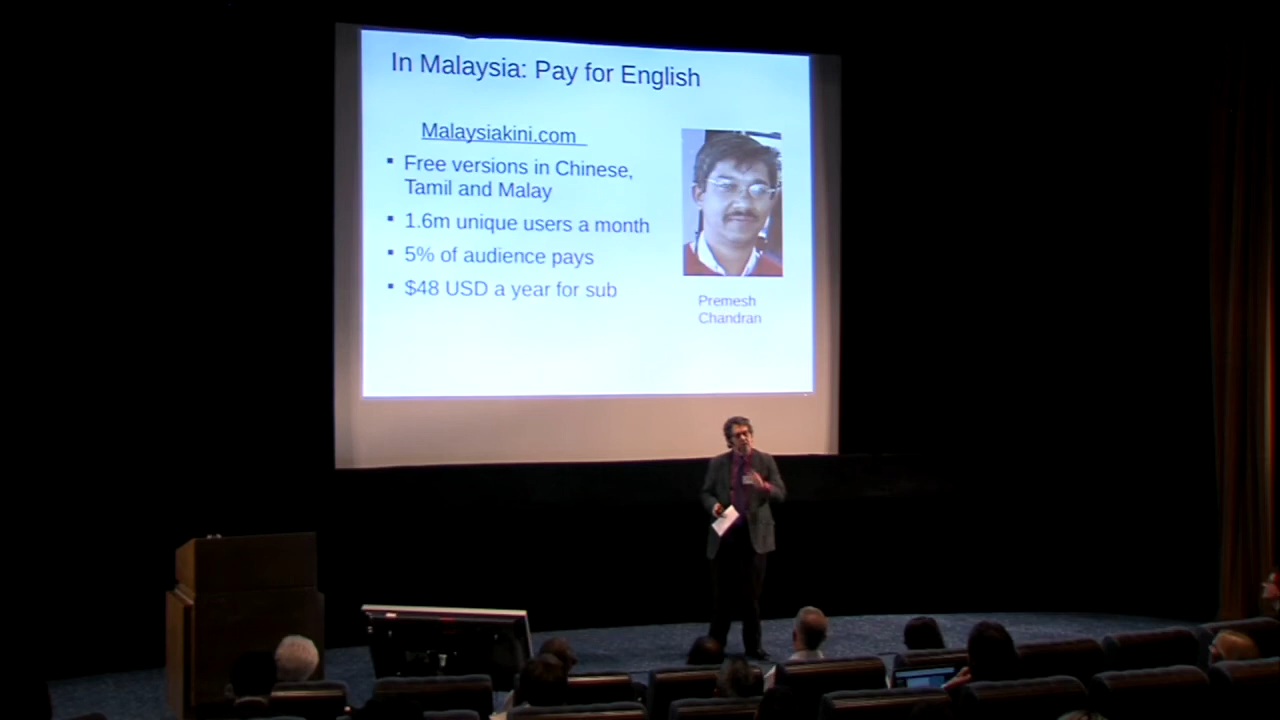 In Malaysia: Pay for English
Malaysiakini.com
▪ Free versions in Chinese,
Tamil and Malay
▪ 1.6m unique users a month
▪ 5% of audience pays
▪ $48 USD a year for sub
Premesh
Chandran